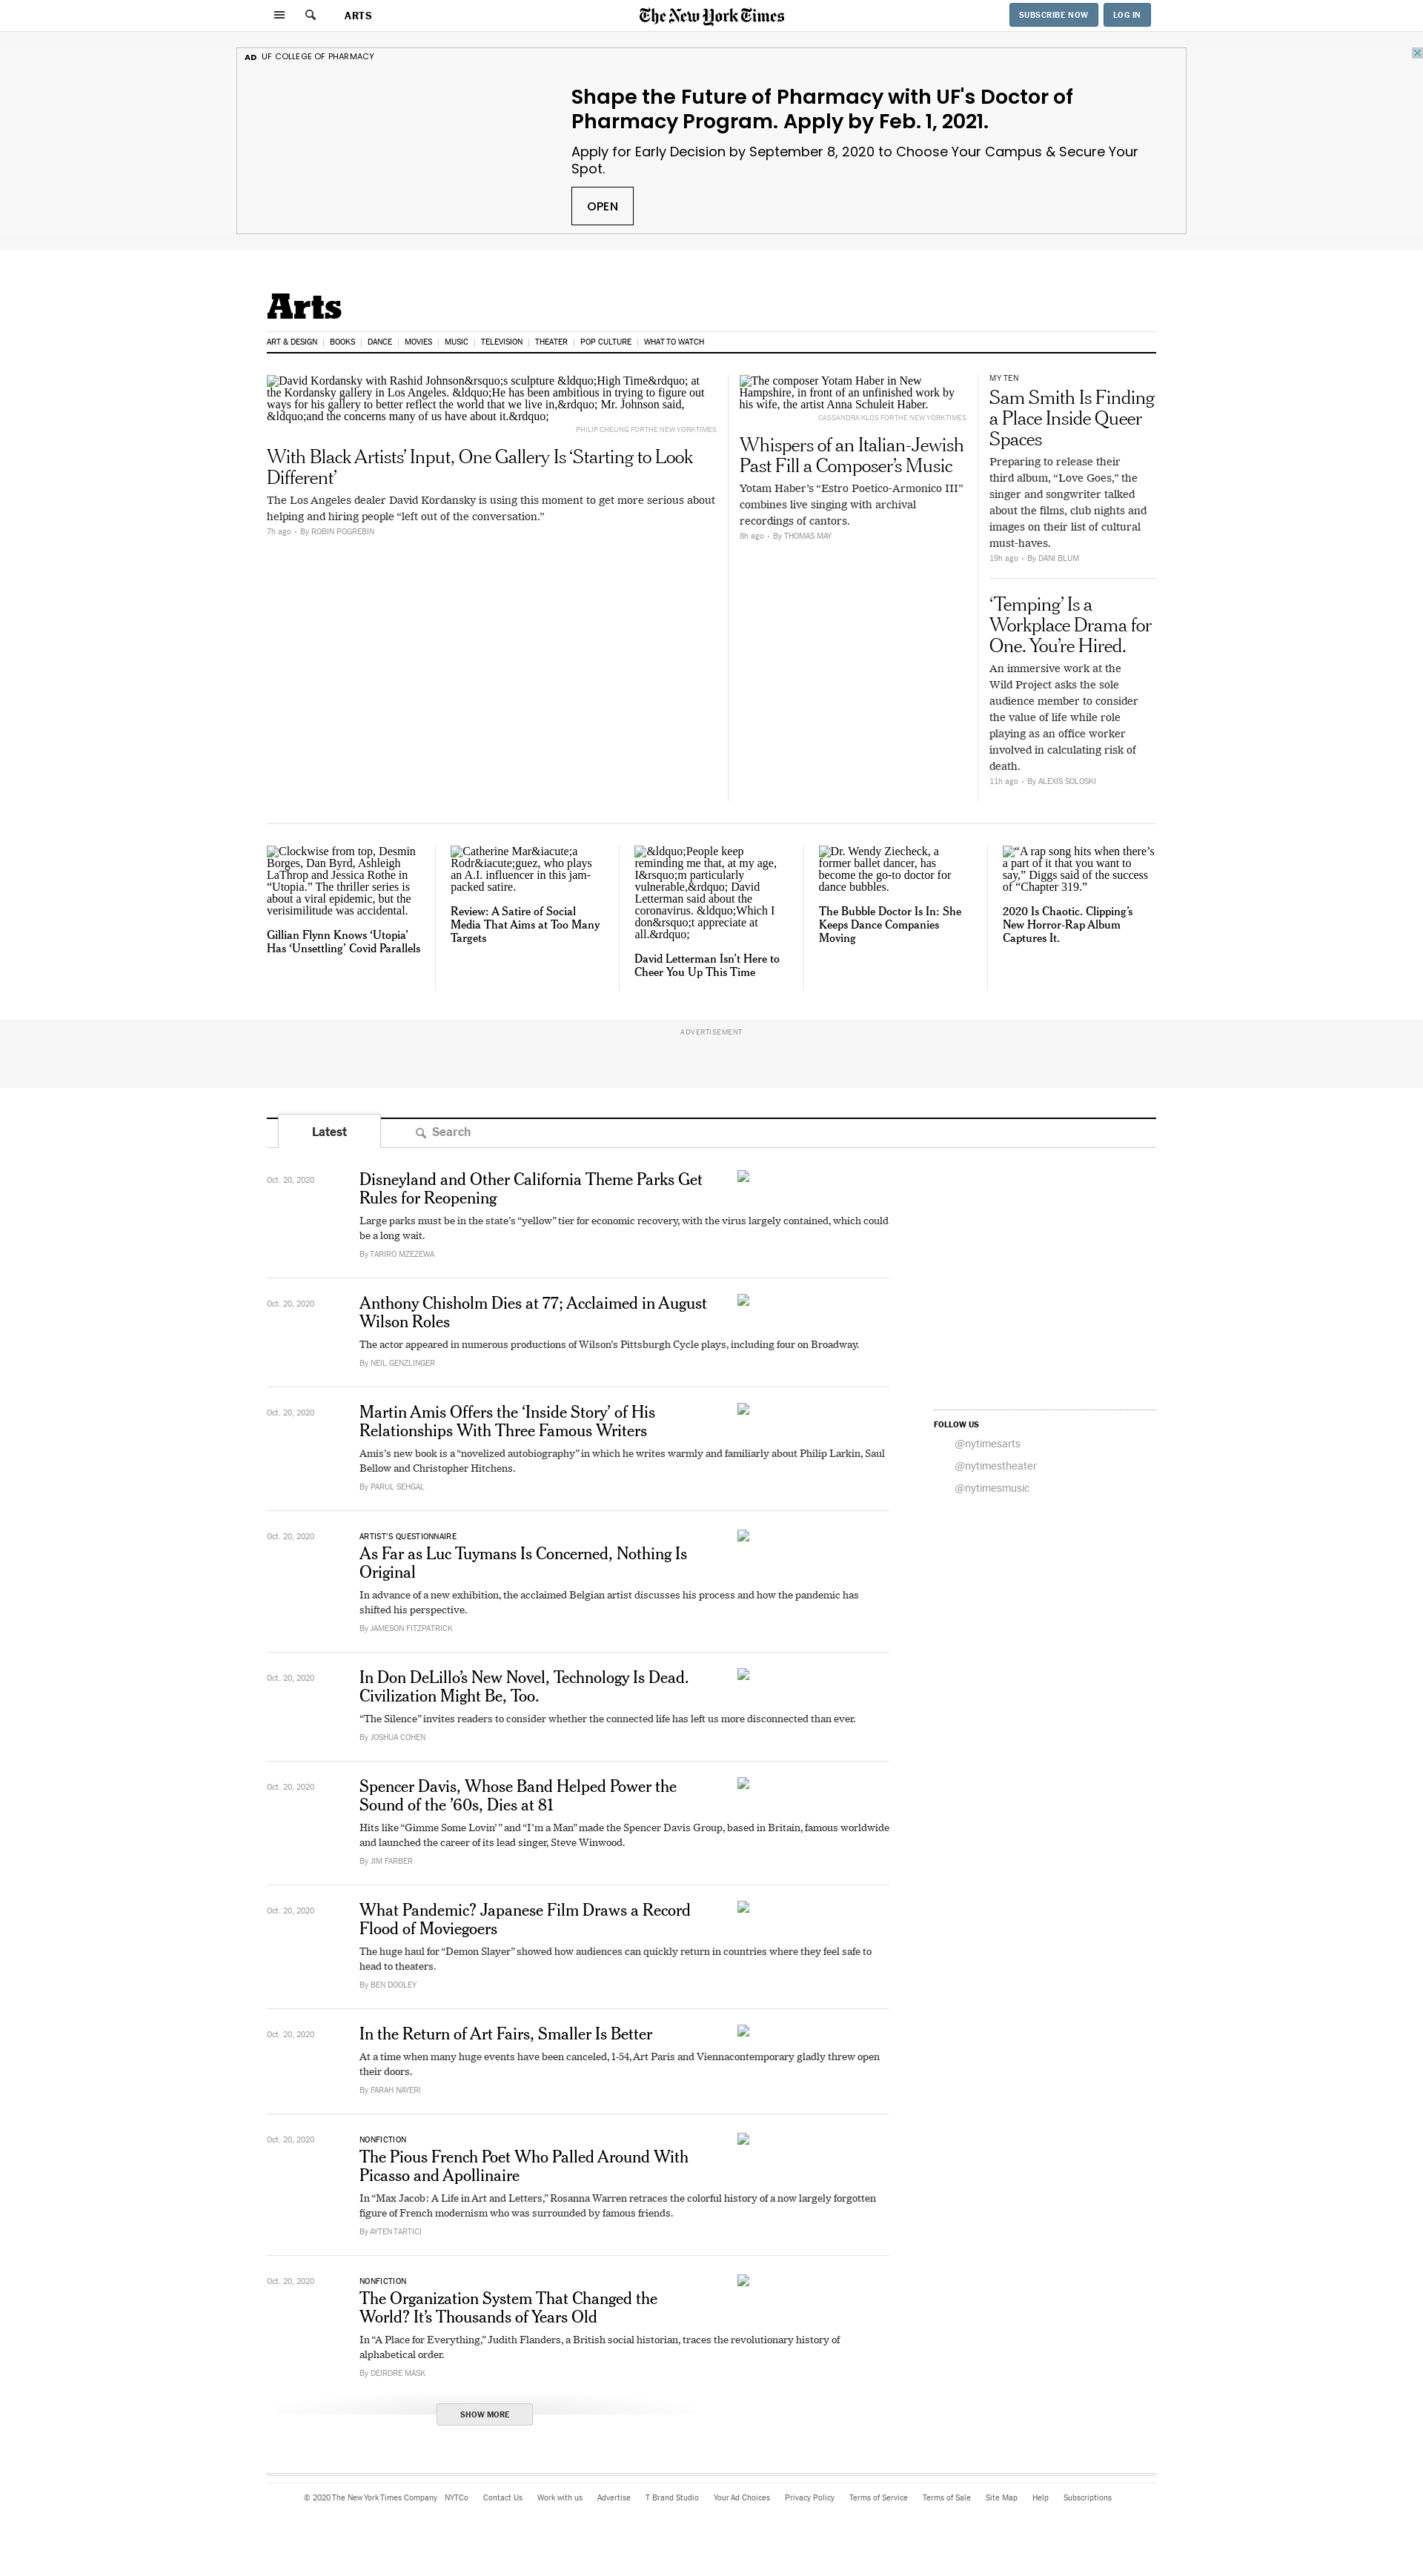 ARTS
The New York Times
SUBSCRIBE NOW
LOG IN
AD UF COLLEGE OF PHARMACY
Shape the Future of Pharmacy with UF's Doctor of
Pharmacy Program. Apply by Feb. 1, 2021.
Apply for Early Decision by September 8, 2020 to Choose Your Campus & Secure Your
Spot.
OPEN
Arts
ART & DESIGN | BOOKS | DANCE | MOVIES | MUSIC | TELEVISION | THEATER | POP CULTURE | WHAT TO WATCH
David Kordansky with Rashid Johnson&rsquo;s sculpture &ldquo;High Time&rdquo; at
the Kordansky gallery in Los Angeles. &ldquo;He has been ambitious in trying to figure out
ways for his gallery to better reflect the world that we live in,&rdquo; Mr. Johnson said,
&ldquo;and the concerns many of us have about it.&rdquo;
PHILIP CHEUNG FOR THE NEW YORK TIMES
With Black Artists’ Input, One Gallery Is ‘Starting to Look
Different’
The Los Angeles dealer David Kordansky is using this moment to get more serious about
helping and hiring people “left out of the conversation.”
7h ago • By ROBIN POGREBIN
The composer Yotam Haber in New
Hampshire, in front of an unfinished work by
his wife, the artist Anna Schuleit Haber.
CASSANDRA KLOS FOR THE NEW YORK TIMES
Whispers of an Italian-Jewish
Past Fill a Composer’s Music
Yotam Haber’s “Estro Poetico-Armonico III”
combines live singing with archival
recordings of cantors.
8h ago • By THOMAS MAY
MY TEN
Sam Smith Is Finding
a Place Inside Queer
Spaces
Preparing to release their
third album, “Love Goes,” the
singer and songwriter talked
about the films, club nights and
images on their list of cultural
must-haves.
19h ago • By DANI BLUM
‘Temping’ Is a
Workplace Drama for
One. You’re Hired.
An immersive work at the
Wild Project asks the sole
audience member to consider
the value of life while role
playing as an office worker
involved in calculating risk of
death.
11h ago • By ALEXIS SOLOSKI
Clockwise from top, Desmin
Borges, Dan Byrd, Ashleigh
LaThrop and Jessica Rothe in
“Utopia.” The thriller series is
about a viral epidemic, but the
verisimilitude was accidental.
Gillian Flynn Knows ‘Utopia’
Has ‘Unsettling’ Covid Parallels
Catherine Mar&iacute;a
Rodr&iacute;guez, who plays
an A.I. influencer in this jam-
packed satire.
Review: A Satire of Social
Media That Aims at Too Many
Targets
&ldquo;People keep
reminding me that, at my age,
I&rsquo;m particularly
vulnerable,&rdquo; David
Letterman said about the
coronavirus. &ldquo;Which I
don&rsquo;t appreciate at
all.&rdquo;
David Letterman Isn’t Here to
Cheer You Up This Time
Dr. Wendy Ziecheck, a
former ballet dancer, has
become the go-to doctor for
dance bubbles.
The Bubble Doctor Is In: She
Keeps Dance Companies
Moving
“A rap song hits when there’s
a part of it that you want to
say,” Diggs said of the success
of “Chapter 319.”
2020 Is Chaotic. Clipping’s
New Horror-Rap Album
Captures It.
ADVERTISEMENT
Latest
Search
Oct. 20, 2020
Disneyland and Other California Theme Parks Get
Rules for Reopening
Large parks must be in the state’s “yellow” tier for economic recovery, with the virus largely contained, which could
be a long wait.
By TARIRO MZEZEWA
Oct. 20, 2020
Anthony Chisholm Dies at 77; Acclaimed in August
Wilson Roles
The actor appeared in numerous productions of Wilson’s Pittsburgh Cycle plays, including four on Broadway.
By NEIL GENZLINGER
Oct. 20, 2020
Martin Amis Offers the ‘Inside Story’ of His
Relationships With Three Famous Writers
Amis’s new book is a “novelized autobiography” in which he writes warmly and familiarly about Philip Larkin, Saul
Bellow and Christopher Hitchens.
By PARUL SEHGAL
FOLLOW US
@nytimesarts
@nytimestheater
@nytimesmusic
Oct. 20, 2020
ARTIST’S QUESTIONNAIRE
As Far as Luc Tuymans Is Concerned, Nothing Is
Original
In advance of a new exhibition, the acclaimed Belgian artist discusses his process and how the pandemic has
shifted his perspective.
By JAMESON FITZPATRICK
Oct. 20, 2020
In Don DeLillo’s New Novel, Technology Is Dead.
Civilization Might Be, Too.
“The Silence” invites readers to consider whether the connected life has left us more disconnected than ever.
By JOSHUA COHEN
Oct. 20, 2020
Spencer Davis, Whose Band Helped Power the
Sound of the ’60s, Dies at 81
Hits like “Gimme Some Lovin’ ” and “I’m a Man” made the Spencer Davis Group, based in Britain, famous worldwide
and launched the career of its lead singer, Steve Winwood.
By JIM FARBER
Oct. 20, 2020
What Pandemic? Japanese Film Draws a Record
Flood of Moviegoers
The huge haul for “Demon Slayer” showed how audiences can quickly return in countries where they feel safe to
head to theaters.
By BEN DOOLEY
Oct. 20, 2020
In the Return of Art Fairs, Smaller Is Better
At a time when many huge events have been canceled, 1-54, Art Paris and Viennacontemporary gladly threw open
their doors.
By FARAH NAYERI
Oct. 20, 2020
NONFICTION
The Pious French Poet Who Palled Around With
Picasso and Apollinaire
In “Max Jacob: A Life in Art and Letters,” Rosanna Warren retraces the colorful history of a now largely forgotten
figure of French modernism who was surrounded by famous friends.
By AYTEN TARTICI
Oct. 20, 2020
NONFICTION
The Organization System That Changed the
World? It’s Thousands of Years Old
In “A Place for Everything,” Judith Flanders, a British social historian, traces the revolutionary history of
alphabetical order.
By DEIRDRE MASK
SHOW MORE
© 2020 The New York Times Company NYTCo Contact Us Work with us Advertise T Brand Studio Your Ad Choices Privacy Policy Terms of Service Terms of Sale Site Map Help Subscriptions